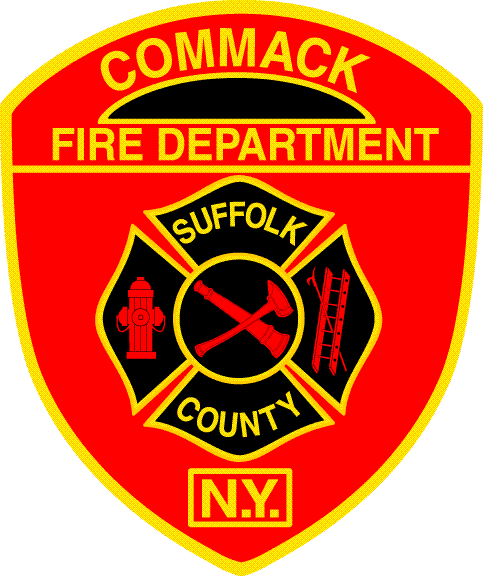 COMMACK
FIRE DEPARTMENT
SUFFOLK
COUNTY
N.Y.